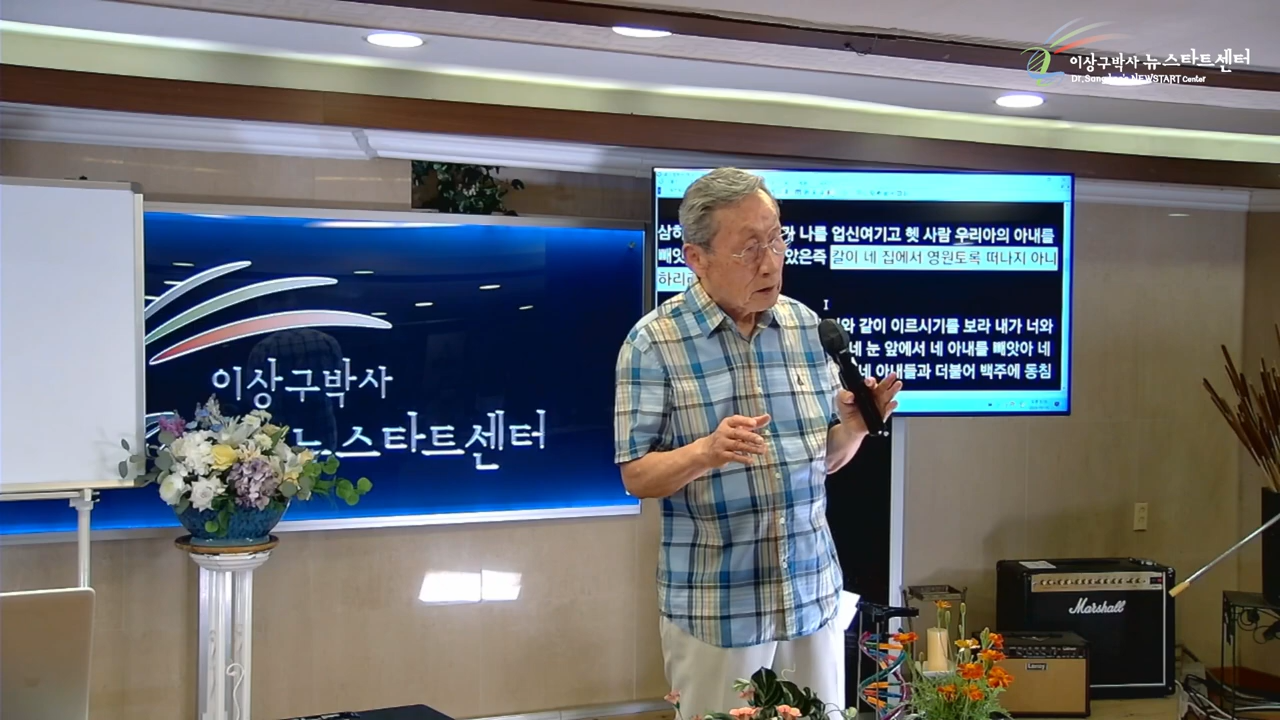 이상구박사 뉴스타트센터
Dr. Sang Lee's NEWSTART Center
나를 업신여기고 헷 사람 우리아의 아내를
빼앗 았은즉 칼이 네 집에서 영원토록 떠나지 아니
하리
와 같이 이르시기를 보라 내가 너와
네 눈 앞에서 네 아내를 빼앗아 네
네 아내들과 더불어 백주에 동침
이상구박사
뉴스타트센터
Marshall
Laney